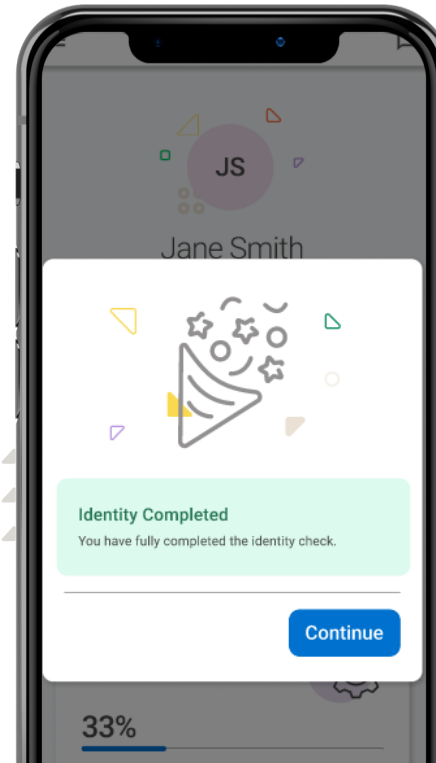 JS
Jane Smith
Identity Completed
You have fully completed the identity check.
Continue
33%